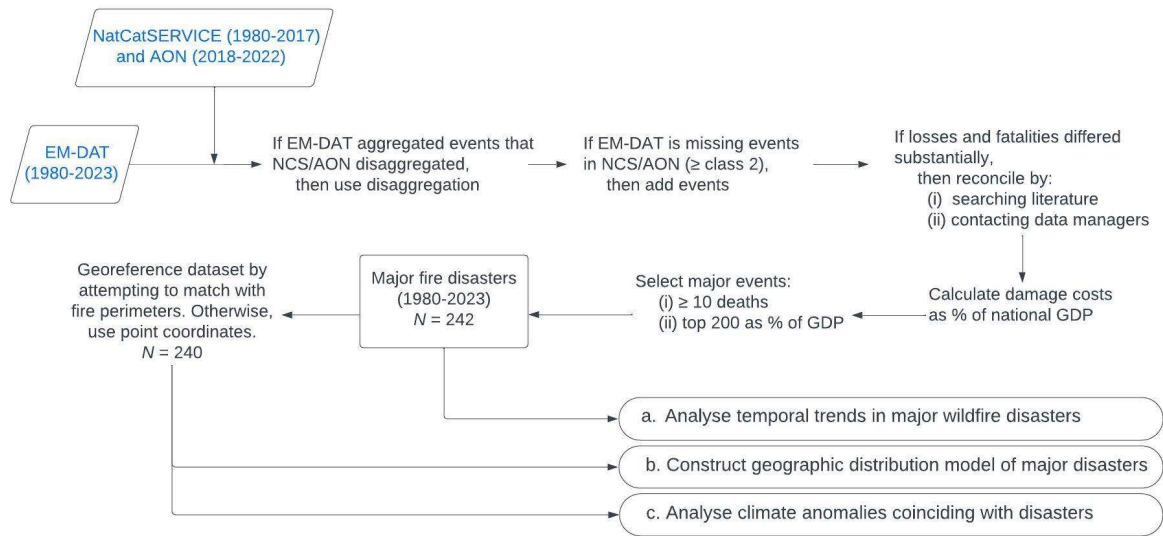 NatCatSERVICE (1980-2017)
and AON (2018-2022)
EM-DAT
(1980-2023)
If EM-DAT aggregated events that
NCS/AON disaggregated,
then use disaggregation
If EM-DAT is missing events
in NCS/AON (≥ class 2),
then add events
If losses and fatalities differed
substantially,
then reconcile by:
(i) searching literature
(ii) contacting data managers
Calculate damage costs
as % of national GDP
Select major events:
(i) ≥ 10 deaths
(ii) top 200 as % of GDP
Major fire disasters
(1980-2023)
N = 242
Georeference dataset by
attempting to match with
fire perimeters. Otherwise,
use point coordinates.
N = 240
a. Analyse temporal trends in major wildfire disasters
b. Construct geographic distribution model of major disasters
c. Analyse climate anomalies coinciding with disasters